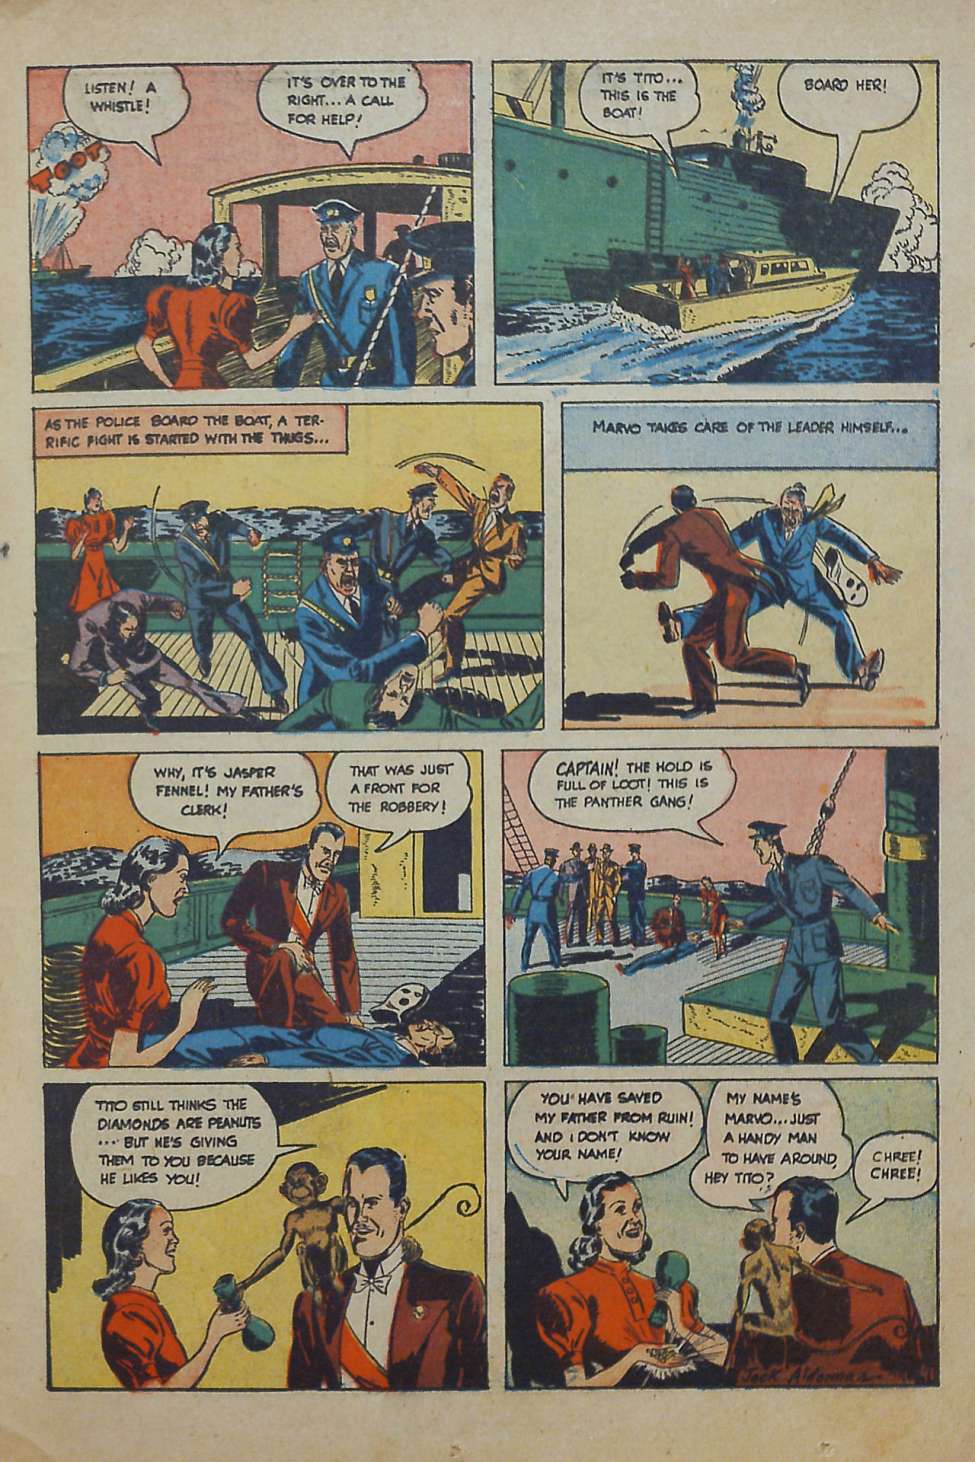 LISTEN! A
WHISTLE!
IT'S OVER TO THE
RIGHT... A CALL
FOR HELP!
TOOT
IT'S TITO...
THIS IS THE
BOAT!
BOARD HER!
AS THE POLICE BOARD THE BOAT, A TER-
RIFIC FIGHT IS STARTED WITH THE THUGS...
MARVO TAKES CARE OF THE LEADER HIMSELF...
WHY, IT'S JASPER
FENNEL! MY FATHER'S
CLERK!
THAT WAS JUST
A FRONT FOR
THE ROBBERY!
CAPTAIN! THE HOLD IS
FULL OF LOOT! THIS IS
THE PANTHER GANG!
TITO STILL THINKS THE
DIAMONDS ARE PEANUTS
... BUT HE'S GIVING
THEM TO YOU BECAUSE
HE LIKES YOU!
YOU HAVE SAVED
MY FATHER FROM RUIN!
AND I DON'T KNOW
YOUR NAME!
MY NAME'S
MARVO... JUST
A HANDY MAN
TO HAVE AROUND,
HEY TITO?
CHREE!
CHREE!
Jack Alderman